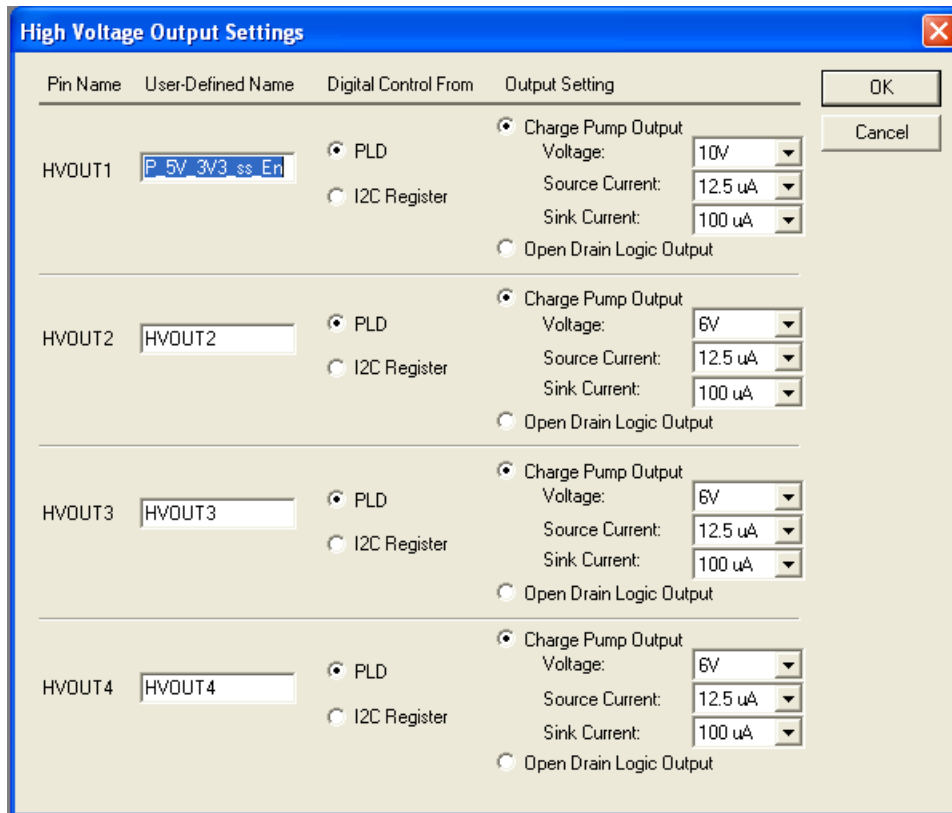 High Voltage Output Settings
Pin Name User-Defined Name Digital Control From Output Setting
OK
Cancel
HVOUT1 P_5V_3V3_ss_En
PLD
I2C Register
Charge Pump Output
Voltage: 10V
Source Current: 12.5 uA
Sink Current: 100 uA
Open Drain Logic Output
HVOUT2 HVOUT2
PLD
I2C Register
Charge Pump Output
Voltage: 6V
Source Current: 12.5 uA
Sink Current: 100 uA
Open Drain Logic Output
HVOUT3 HVOUT3
PLD
I2C Register
Charge Pump Output
Voltage: 6V
Source Current: 12.5 uA
Sink Current: 100 uA
Open Drain Logic Output
HVOUT4 HVOUT4
PLD
I2C Register
Charge Pump Output
Voltage: 6V
Source Current: 12.5 uA
Sink Current: 100 uA
Open Drain Logic Output